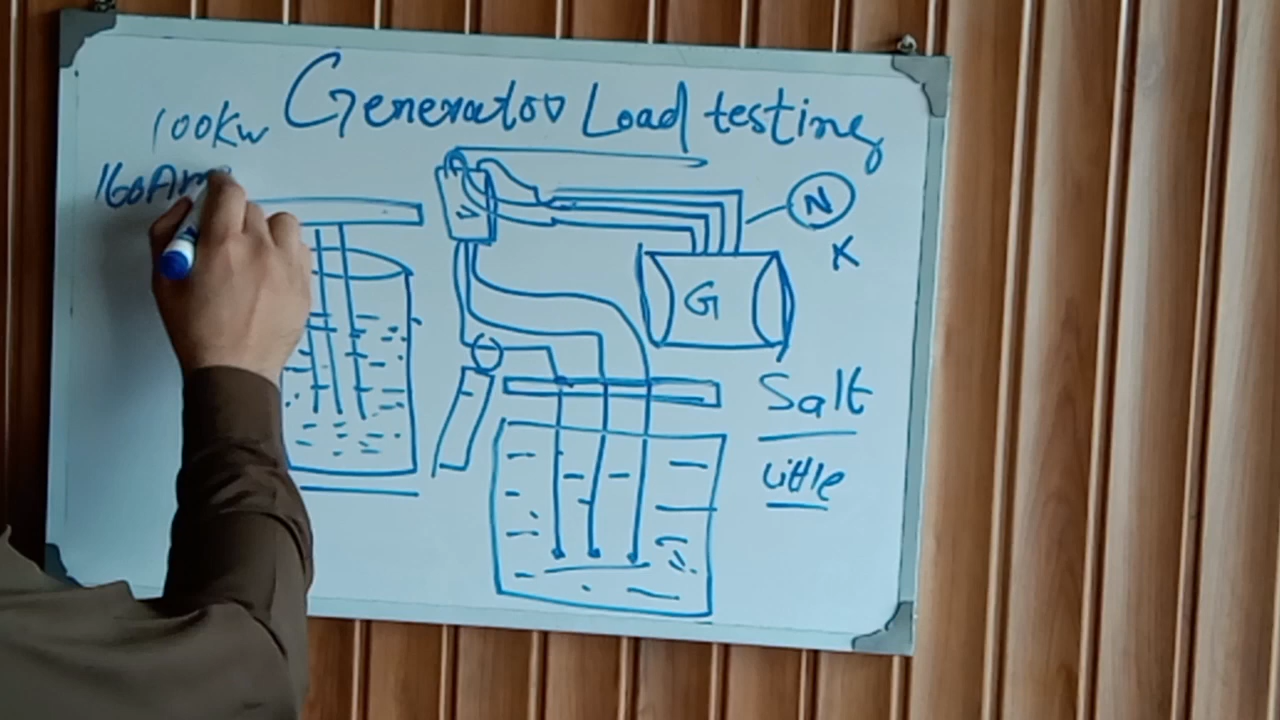 Generator Load testing
100Kw
160Am
N
K
G
Salt
little